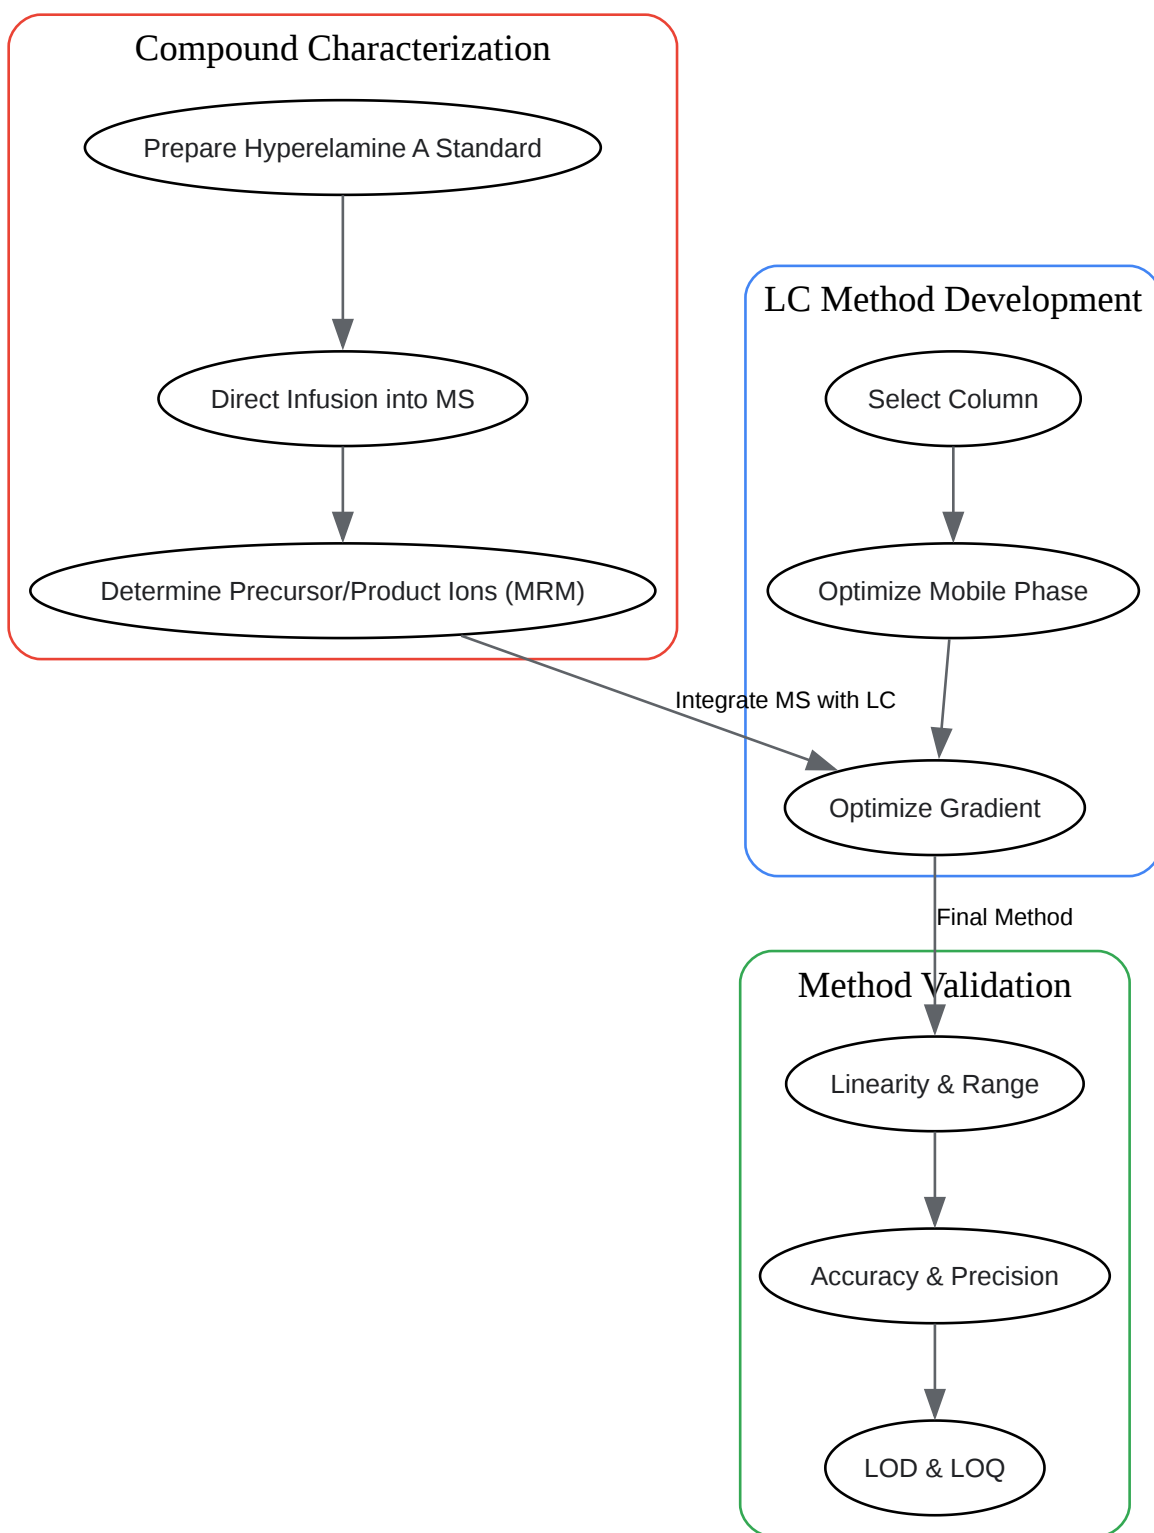 Compound Characterization
Prepare Hyperelamine A Standard
Direct Infusion into MS
Determine Precursor/Product Ions (MRM)
LC Method Development
Select Column
Optimize Mobile Phase
Integrate MS with LC
Optimize Gradient
Final Method
Method Validation
Linearity & Range
Accuracy & Precision
LOD & LOQ